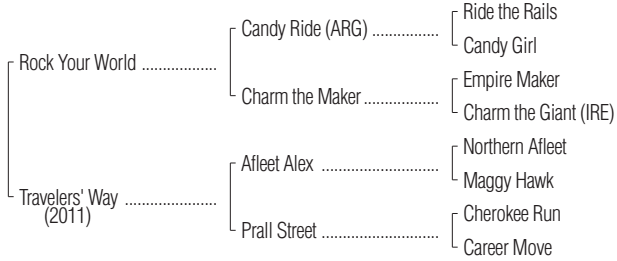 Ride the Rails
Candy Ride (ARG) .................
Candy Girl
Rock Your World ...................
Empire Maker
Charm the Maker ...................
Charm the Giant (IRE)
Northern Afleet
Afleet Alex .............................
Maggy Hawk
Travelers' Way .......................
(2011)
Cherokee Run
Prall Street .............................
Career Move